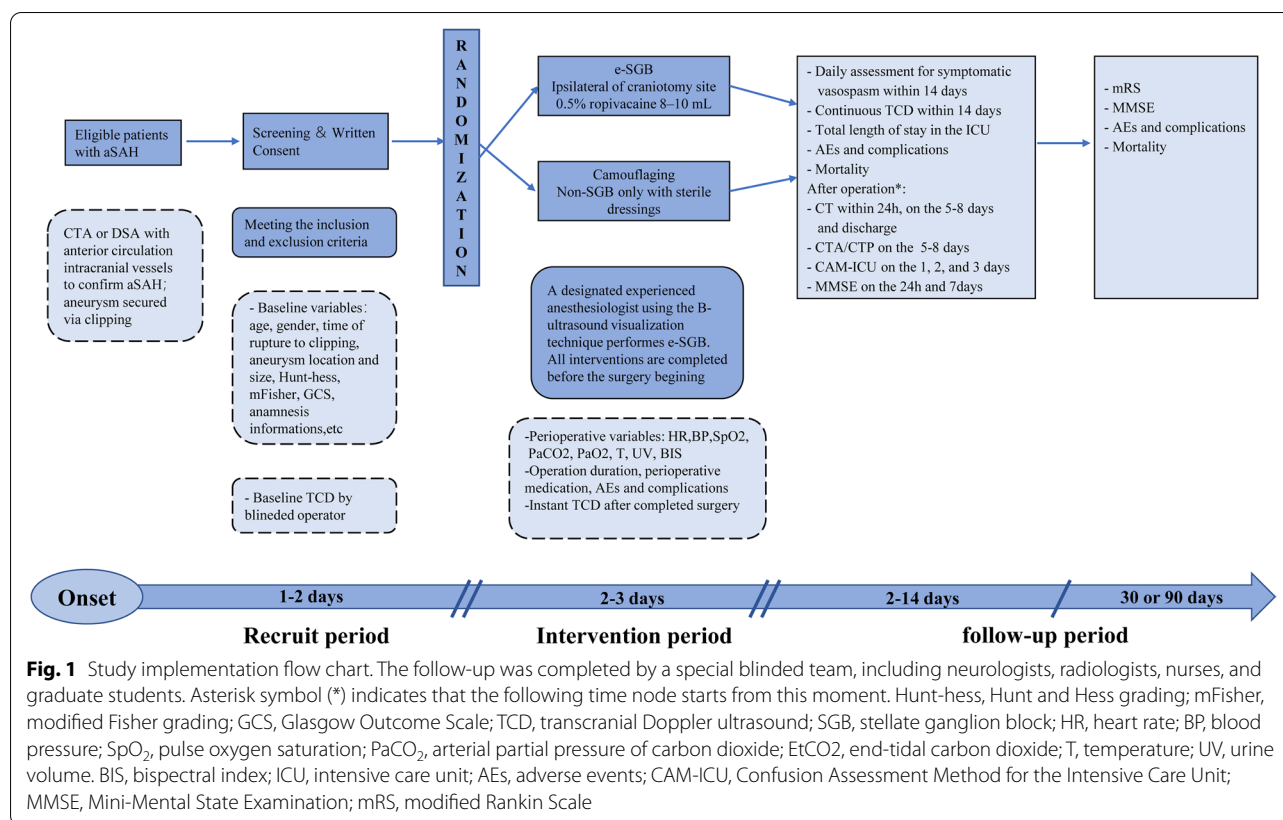 Eligible patients
with aSAH
CTA or DSA with
anterior circulation
intracranial vessels
to confirm aSAH;
aneurysm secured
via clipping
Screening & Written
Consent
Meeting the inclusion
and exclusion criteria
- Baseline variables:
age, gender, time of
rupture to clipping,
aneurysm location and
size, Hunt-hess,
mFisher, GCS,
anamnesis
informations,etc
- Baseline TCD by
blineded operator
R
A
N
D
O
M
I
Z
A
T
I
O
N
e-SGB
Ipsilateral of craniotomy site
0.5% ropivacaine 8–10 mL
Camouflaging
Non-SGB only with sterile
dressings
A designated experienced
anesthesiologist using the B-
ultrasound visualization
technique performes e-SGB.
All interventions are completed
before the surgery begining
-Perioperative variables: HR,BP,SpO2,
PaCO2, PaO2, T, UV, BIS
-Operation duration, perioperative
medication, AEs and complications
-Instant TCD after completed surgery
- Daily assessment for symptomatic
vasospasm within 14 days
- Continuous TCD within 14 days
- Total length of stay in the ICU
- AEs and complications
- Mortality
After operation*:
- CT within 24h, on the 5-8 days
and discharge
- CTA/CTP on the 5-8 days
- CAM-ICU on the 1, 2, and 3 days
- MMSE on the 24h and 7days
- mRS
- MMSE
- AEs and complications
- Mortality
Onset
1-2 days
2-3 days
2-14 days
30 or 90 days
Recruit period
Intervention period
follow-up period
Fig. 1 Study implementation flow chart. The follow-up was completed by a special blinded team, including neurologists, radiologists, nurses, and
graduate students. Asterisk symbol (*) indicates that the following time node starts from this moment. Hunt-hess, Hunt and Hess grading; mFisher,
modified Fisher grading; GCS, Glasgow Outcome Scale; TCD, transcranial Doppler ultrasound; SGB, stellate ganglion block; HR, heart rate; BP, blood
pressure; SpO2, pulse oxygen saturation; PaCO2, arterial partial pressure of carbon dioxide; EtCO2, end-tidal carbon dioxide; T, temperature; UV, urine
volume. BIS, bispectral index; ICU, intensive care unit; AEs, adverse events; CAM-ICU, Confusion Assessment Method for the Intensive Care Unit;
MMSE, Mini-Mental State Examination; mRS, modified Rankin Scale